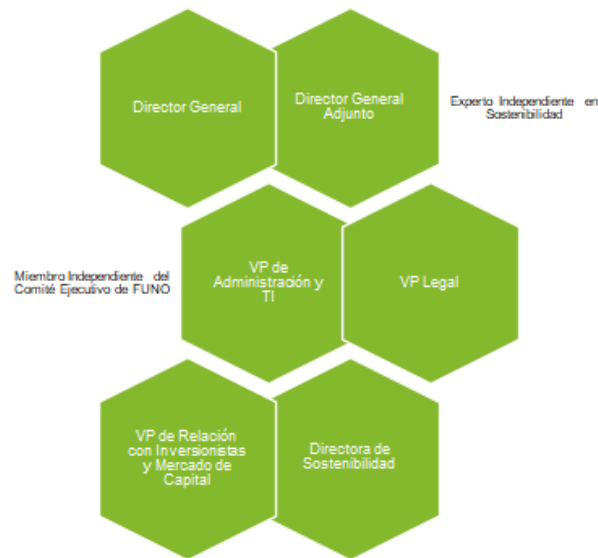 Director General
Director General
Adjunto
Experto Independiente en
Sostenibilidad
Miembro Independiente del
Comité Ejecutivo de FUNO
VP de
Administración y
TI
VP Legal
VP de Relación
con Inversionistas
y Mercado de
Capital
Directora de
Sostenibilidad